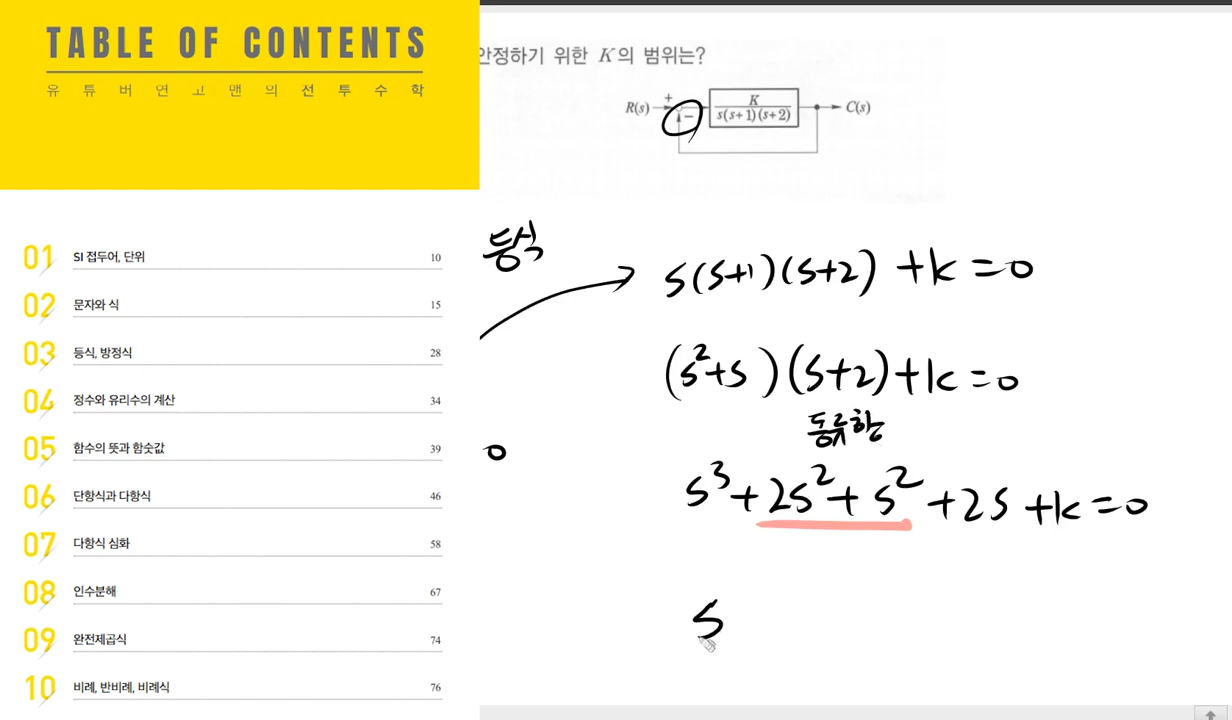 TABLE OF CONTENTS
유 튜 버 연 고 맨 의 전 투 수 학
01 SI 접두어, 단위 10
02 문자와 식 15
03 등식, 방정식 28
04 정수와 유리수의 계산 34
05 함수의 뜻과 함숫값 39
06 단항식과 다항식 46
07 다항식 심화 58
08 인수분해 67
09 완전제곱식 74
10 비례, 반비례, 비례식 76
안정하기 위한 K의 범위는?
R(s) + − K/s(s+1)(s+2) C(s)
등식
s(s+1)(s+2) +k =0
(s²+s)(s+2)+k=0
동류항
0
s³+2s²+s²+2s+k=0
s